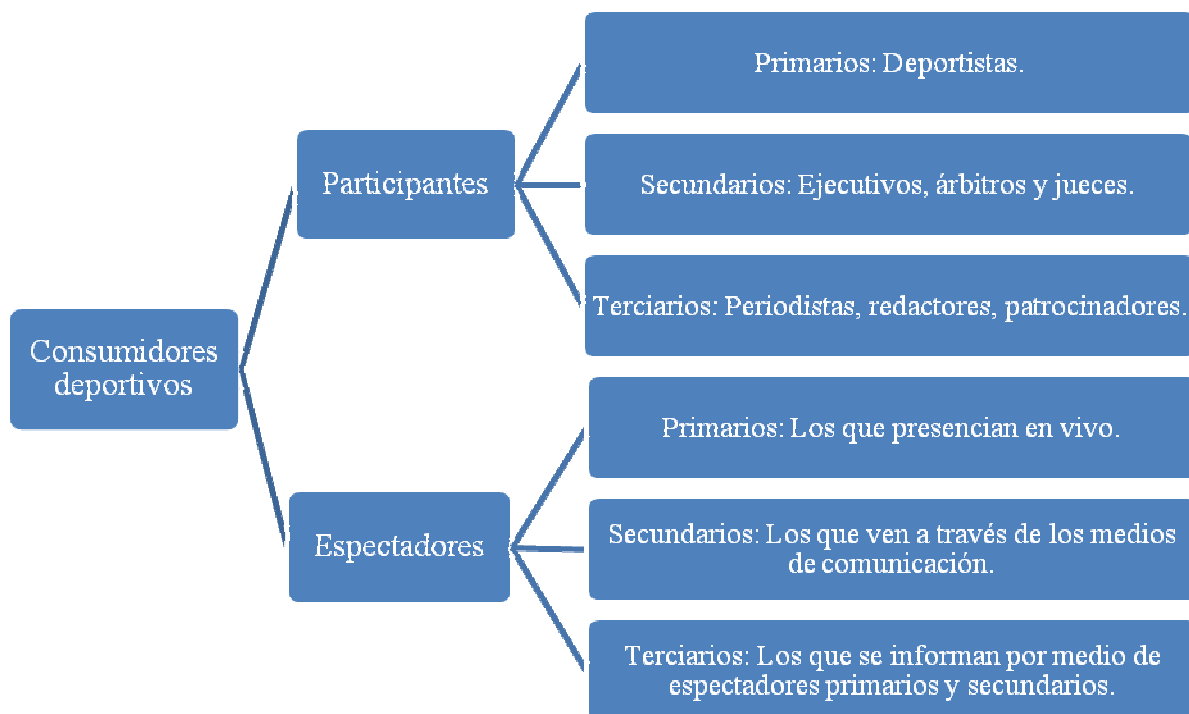 Consumidores
deportivos
Participantes
Primarios: Deportistas.
Secundarios: Ejecutivos, árbitros y jueces.
Terciarios: Periodistas, redactores, patrocinadores.
Espectadores
Primarios: Los que presencian en vivo.
Secundarios: Los que ven a través de los medios
de comunicación.
Terciarios: Los que se informan por medio de
espectadores primarios y secundarios.